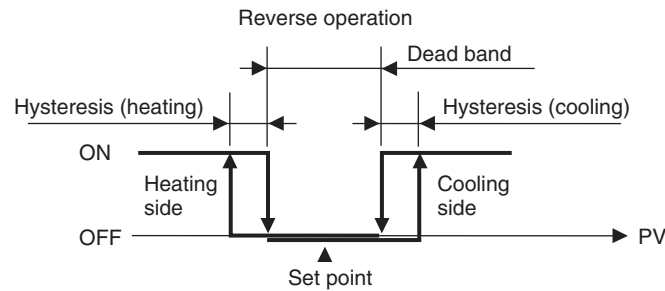 Reverse operation
Dead band
Hysteresis (heating)
Hysteresis (cooling)
ON
Heating
side
Cooling
side
OFF
PV
Set point